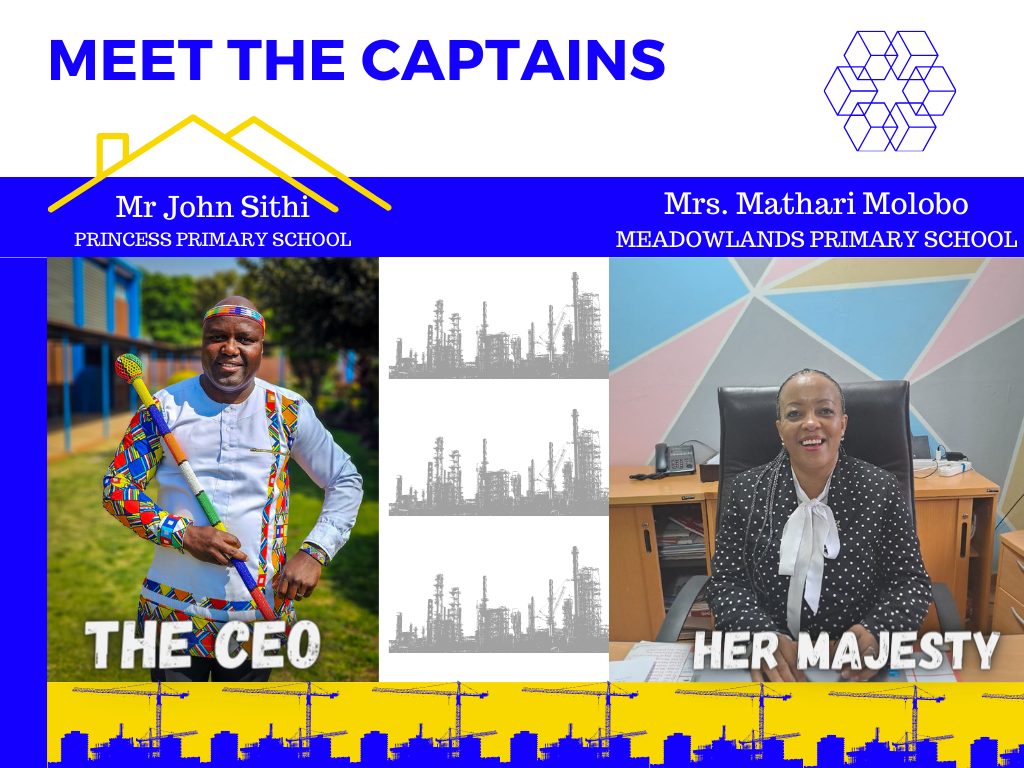 MEET THE CAPTAINS
Mr John Sithi
PRINCESS PRIMARY SCHOOL
Mrs. Mathari Molobo
MEADOWLANDS PRIMARY SCHOOL
THE CEO
HER MAJESTY